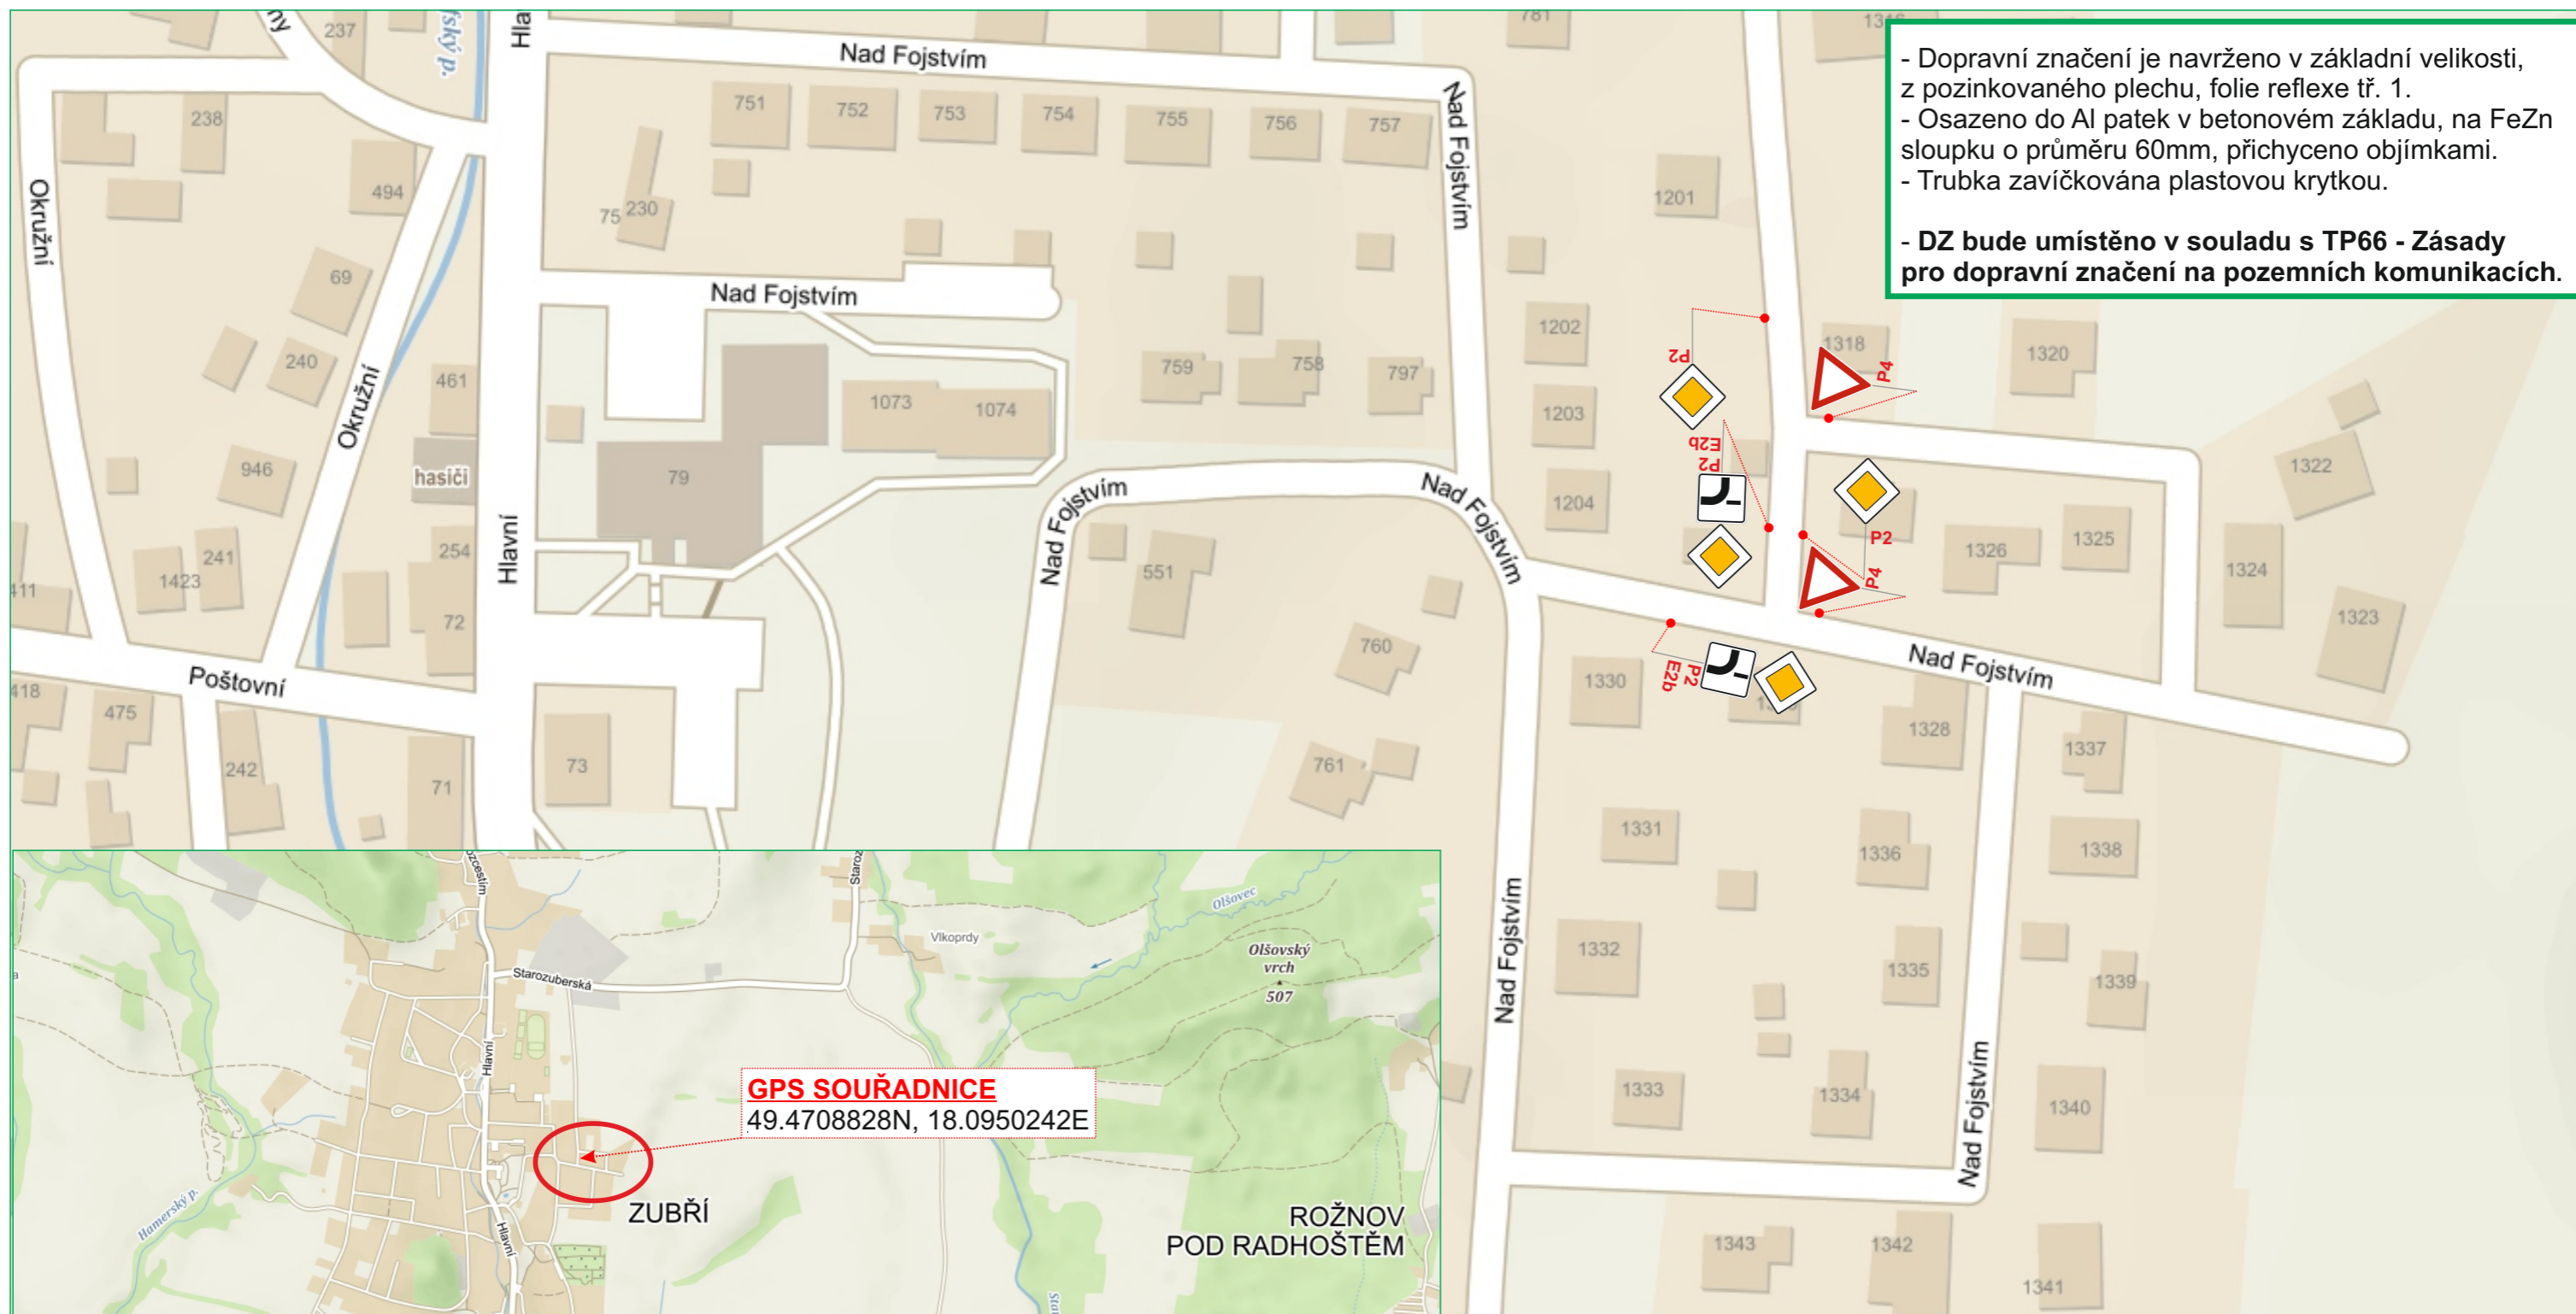 - Dopravní značení je navrženo v základní velikosti,
z pozinkovaného plechu, folie reflexe tř. 1.
- Osazeno do Al patek v betonovém základu, na FeZn
sloupku o průměru 60mm, přichyceno objímkami.
- Trubka zavíčkována plastovou krytkou.
- DZ bude umístěno v souladu s TP66 - Zásady
pro dopravní značení na pozemních komunikacích.
237
Nad Fojstvím
781
238
751
752
753
754
755
756
757
Nad Fojstvím
494
Okružní
75
230
1201
69
Nad Fojstvím
240
461
Okružní
1073
1074
759
758
797
1202
1203
1204
P2
1318
P4
1320
E2b
P2
946
hasiči
79
Nad Fojstvím
Nad Fojstvím
1322
P2
254
241
1423
411
Hlavní
551
1326
1325
1324
1323
P4
72
760
Poštovní
418
475
242
71
73
761
1330
E2b
P2
Nad Fojstvím
1328
1337
1331
1336
1338
Nad Fojstvím
1332
1335
1339
1333
1334
1340
Nad Fojstvím
1343
1342
1341
Olšovec
Vlkoprdy
Olšovský
vrch
507
Starozuberská
Hlavní
GPS SOUŘADNICE
49.4708828N, 18.0950242E
ZUBŘÍ
Hamerský p.
Hlavní
ROŽNOV
POD RADHOŠTĚM